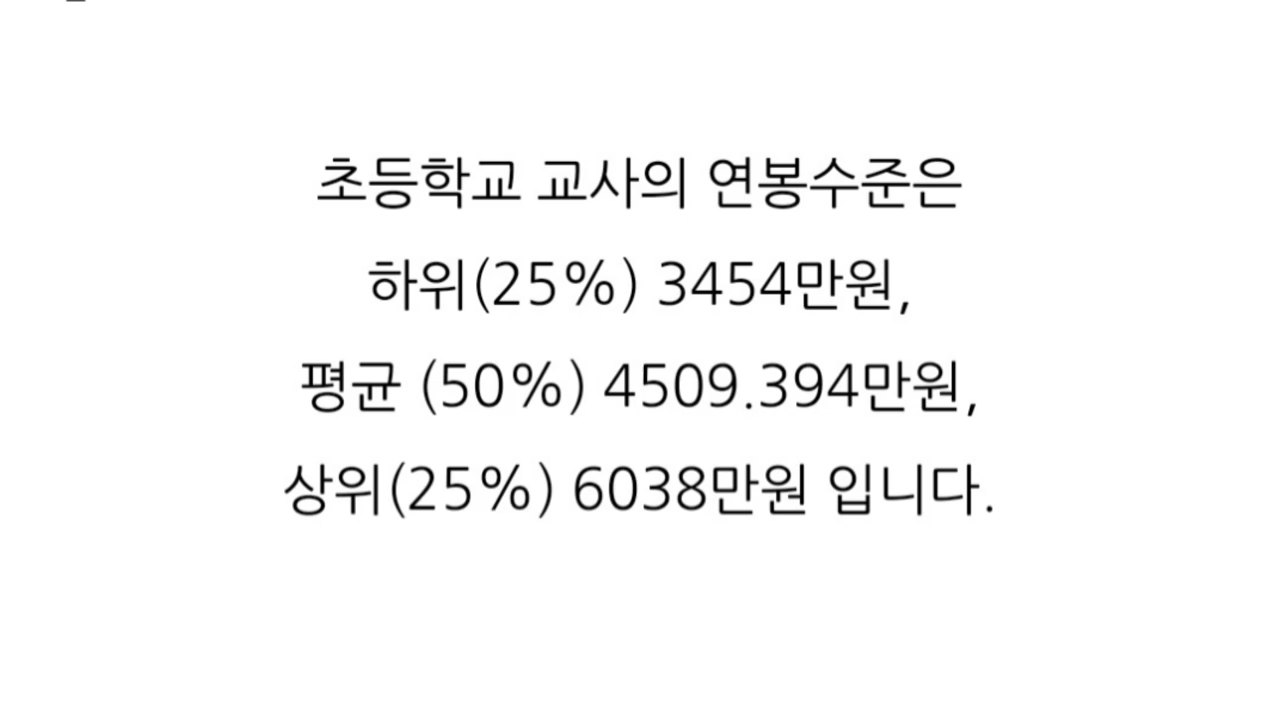 초등학교 교사의 연봉수준은
하위(25%) 3454만원,
평균 (50%) 4509.394만원,
상위(25%) 6038만원 입니다.